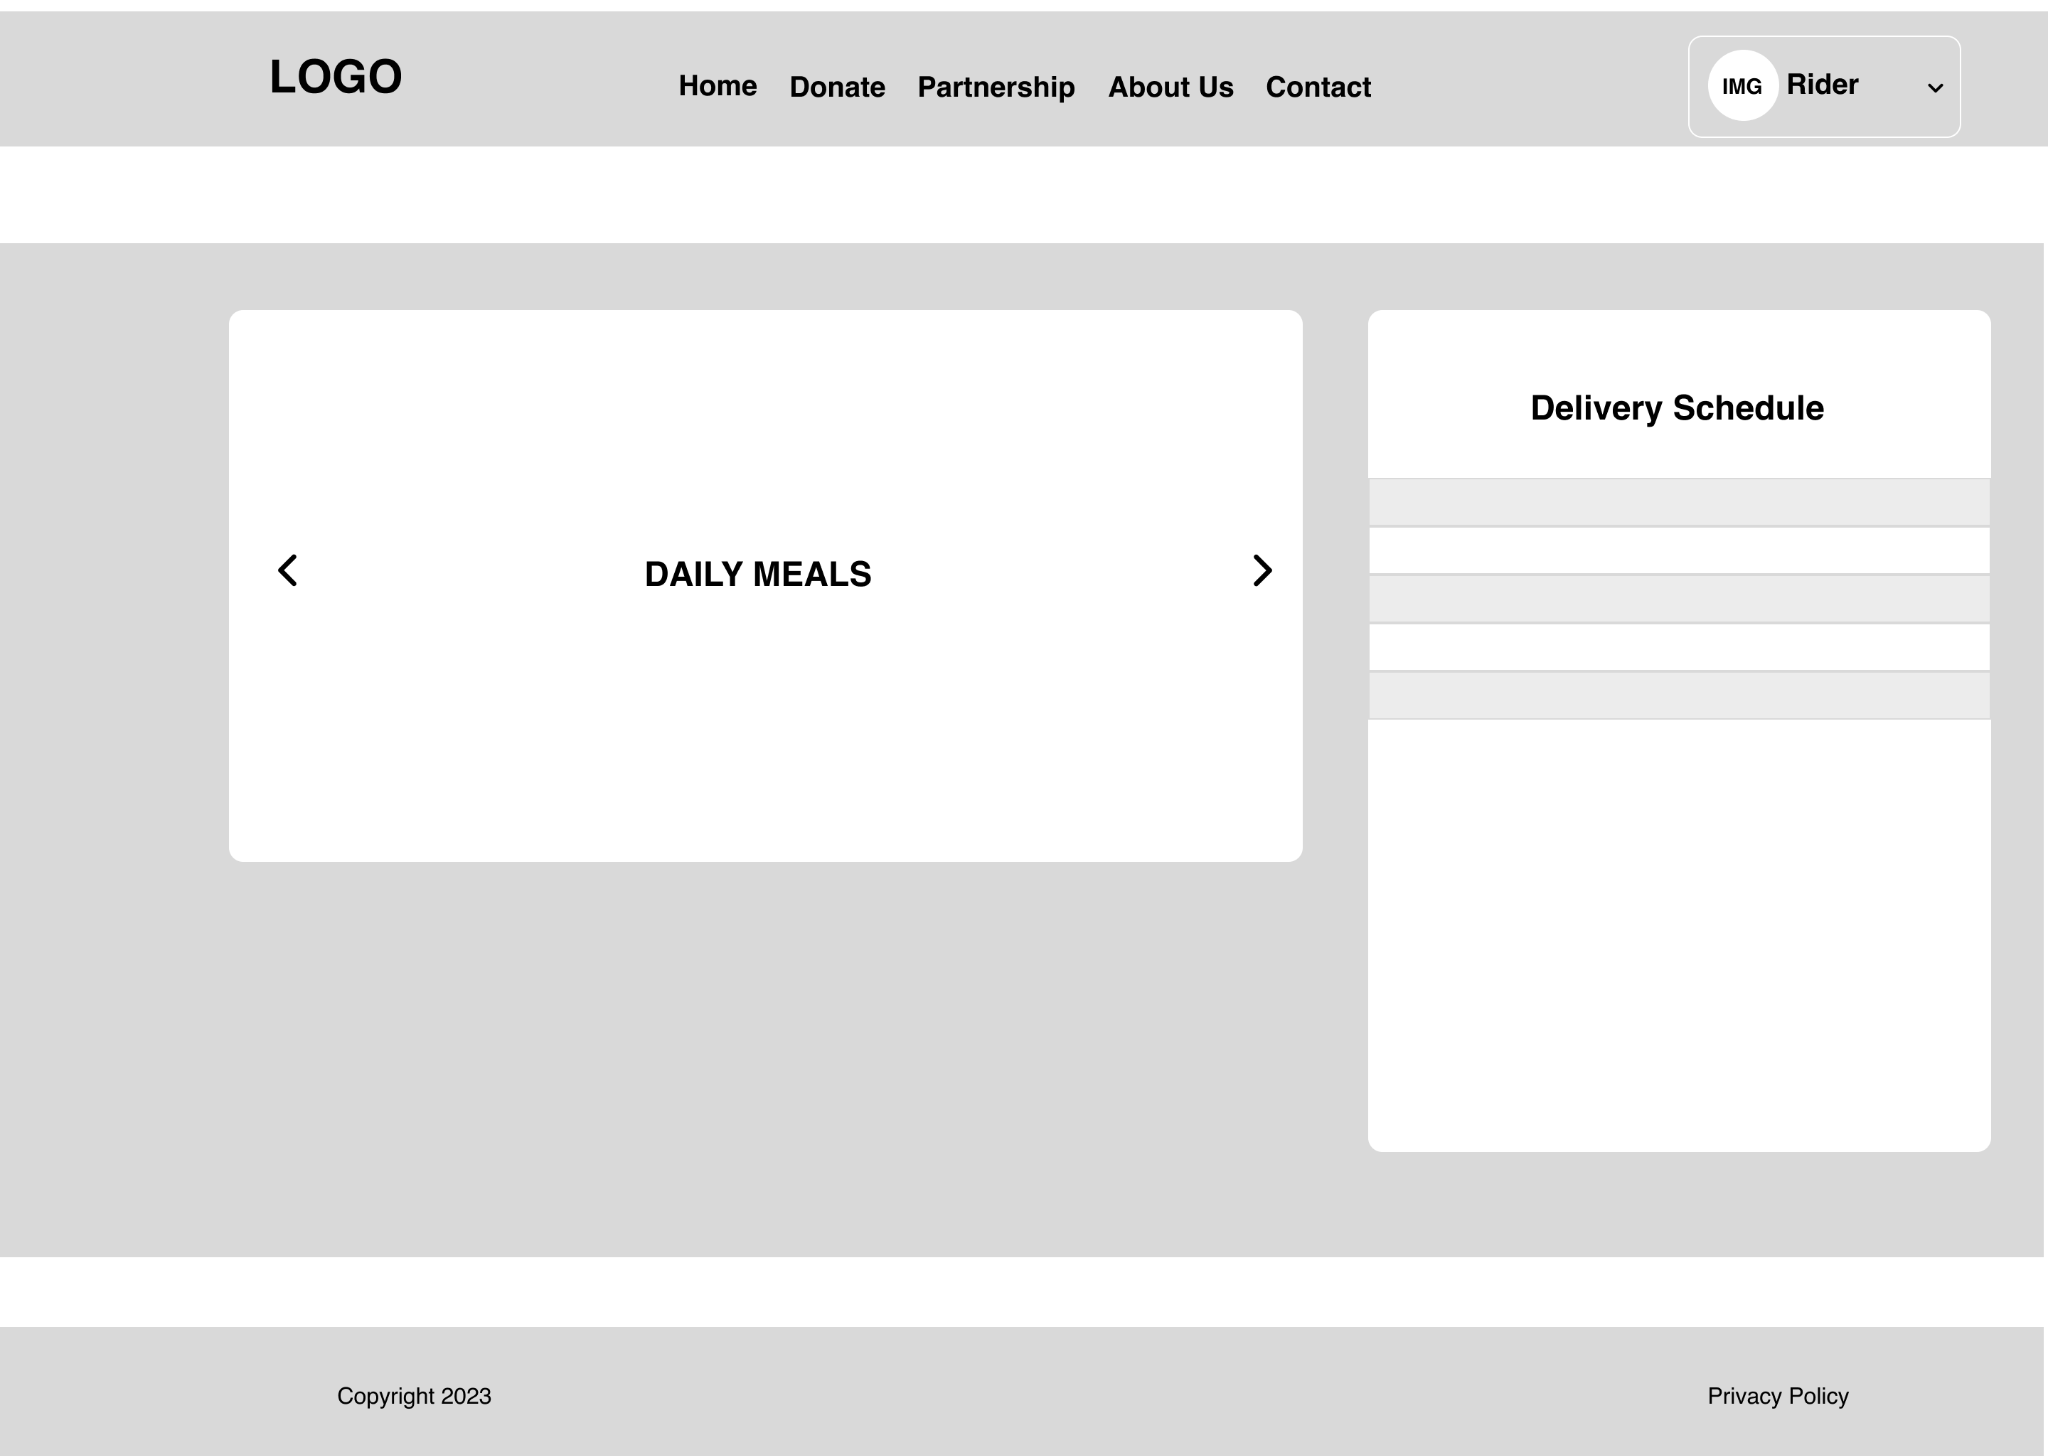 LOGO
Home Donate Partnership About Us Contact
IMG Rider
Delivery Schedule
DAILY MEALS
Copyright 2023
Privacy Policy